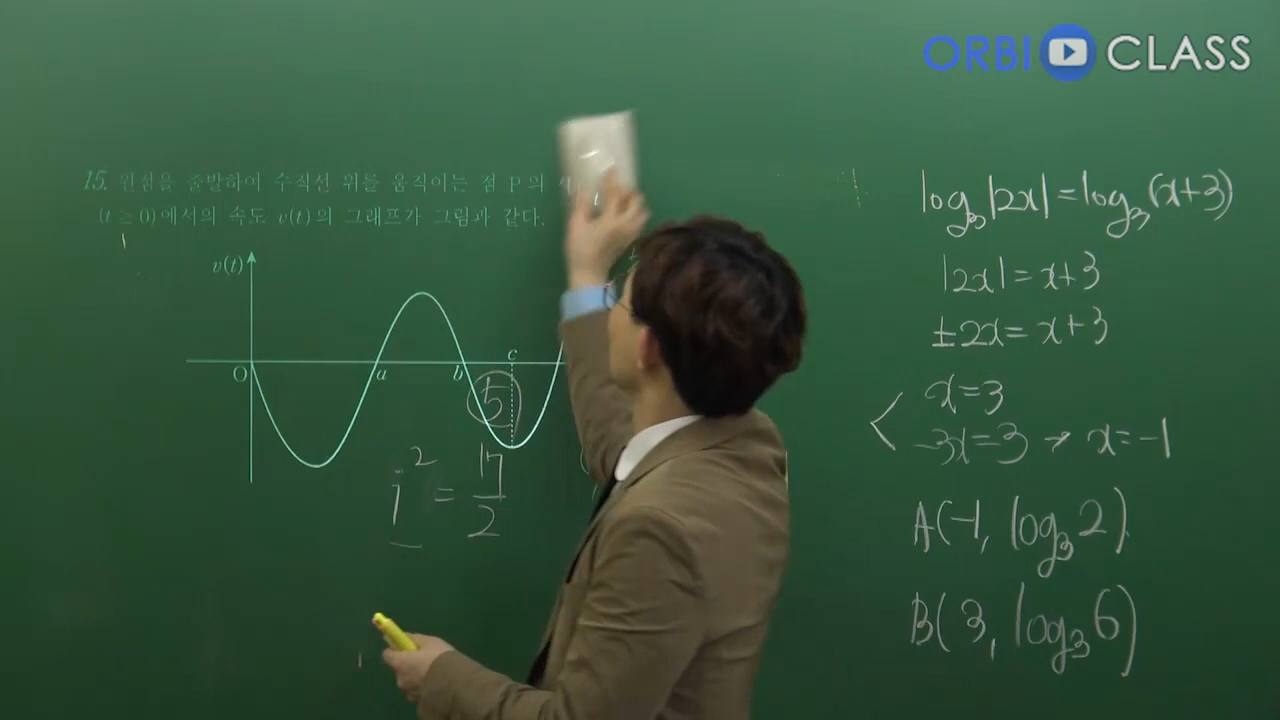 ORBI CLASS
15. 원점을 출발하여 수직선 위를 움직이는 점 P의 시
(t ≥ 0)에서의 속도 v(t)의 그래프가 그림과 같다.
v(t)
O a b c
5
2 = 17/2
log₃|2x| = log₃(x+3)
|2x| = x+3
±2x = x+3
x=3
-3x=3 → x=-1
A(-1, log₃2)
B(3, log₃6)